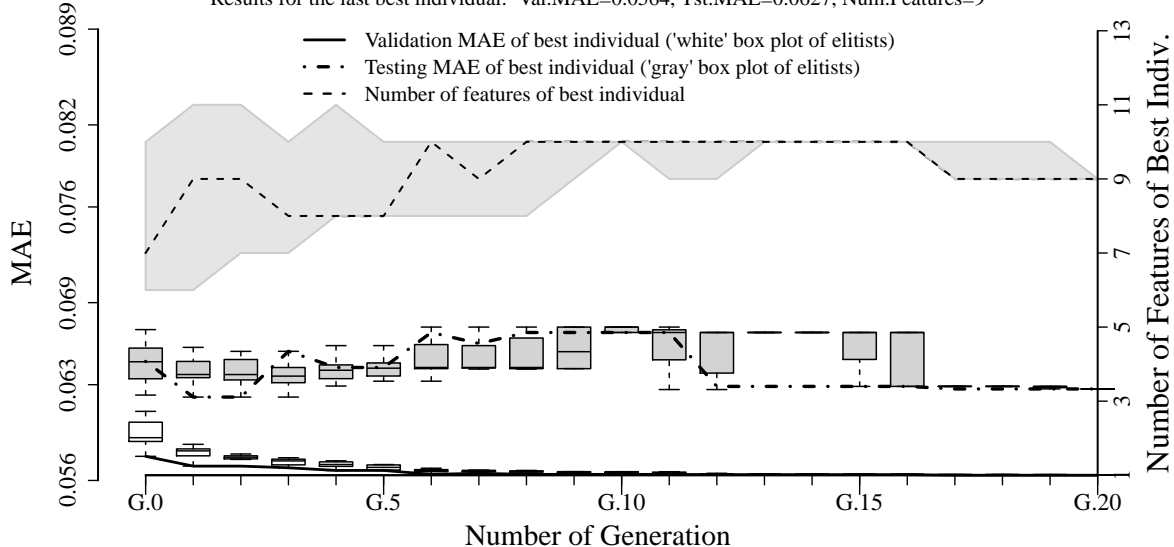 Results for the last best individual: Val.MAE=0.0564, Tst.MAE=0.0627, Num.Features=9
Validation MAE of best individual ('white' box plot of elitists)
Testing MAE of best individual ('gray' box plot of elitists)
Number of features of best individual
MAE
0.089
0.082
0.076
0.069
0.063
0.056
13
11
9
7
5
3
1
Number of Features of Best Indiv.
G.0
G.5
G.10
G.15
G.20
Number of Generation